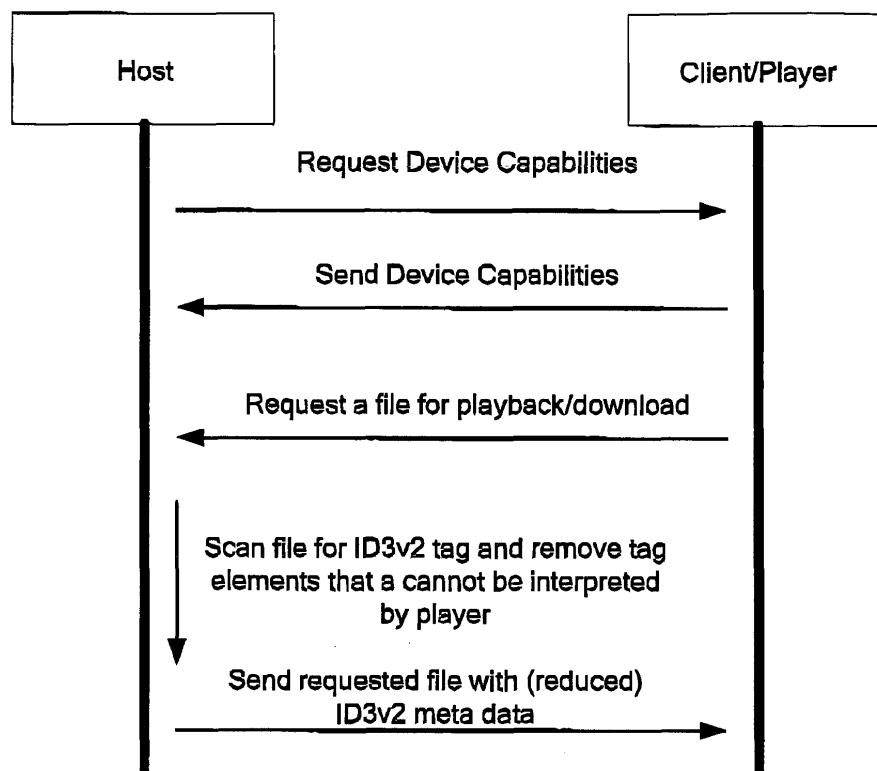 Host
Client/Player
Request Device Capabilities
Send Device Capabilities
Request a file for playback/download
Scan file for ID3v2 tag and remove tag
elements that a cannot be interpreted
by player
Send requested file with (reduced)
ID3v2 meta data